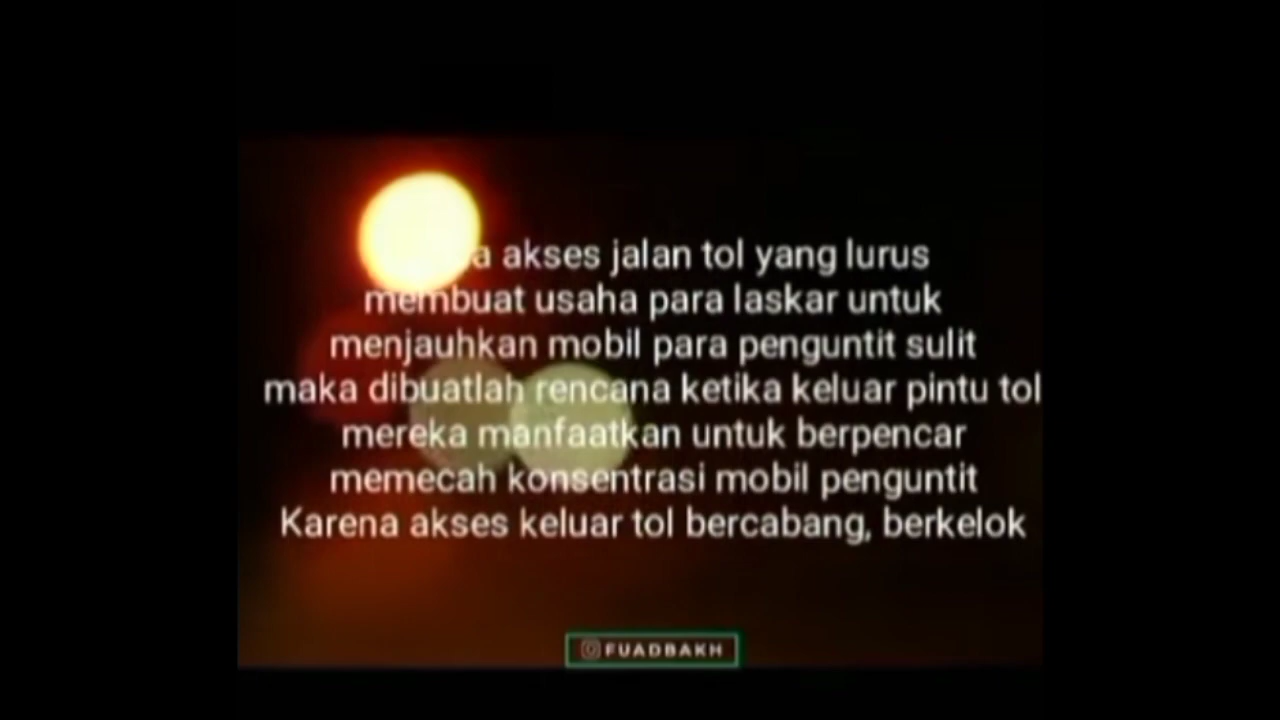 akses jalan tol yang lurus
membuat usaha para laskar untuk
menjauhkan mobil para penguntit sulit
maka dibuatlah rencana ketika keluar pintu tol
mereka manfaatkan untuk berpencar
memecah konsentrasi mobil penguntit
Karena akses keluar tol bercabang, berkelok
FUADBAKH